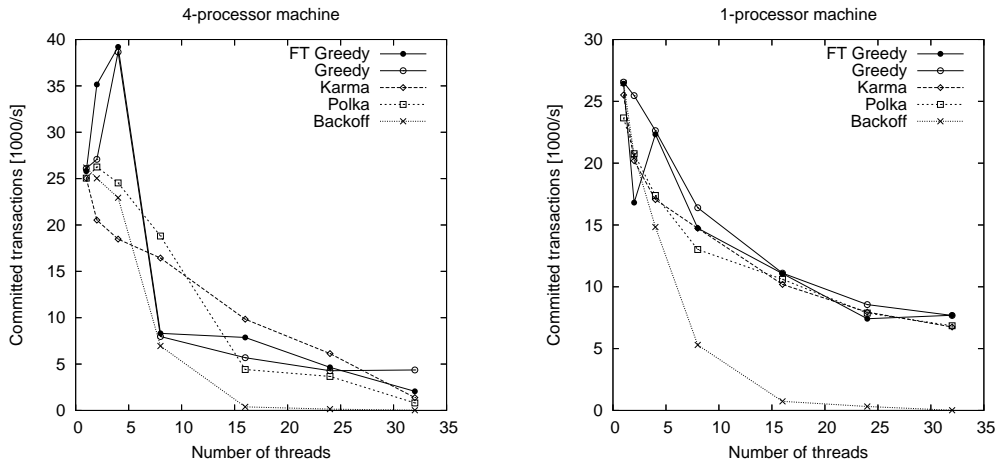 4-processor machine
Committed transactions [1000/s]
40
35
30
25
20
15
10
5
0
FT Greedy
Greedy
Karma
Polka
Backoff
0 5 10 15 20 25 30 35
Number of threads
1-processor machine
Committed transactions [1000/s]
30
25
20
15
10
5
0
FT Greedy
Greedy
Karma
Polka
Backoff
0 5 10 15 20 25 30 35
Number of threads